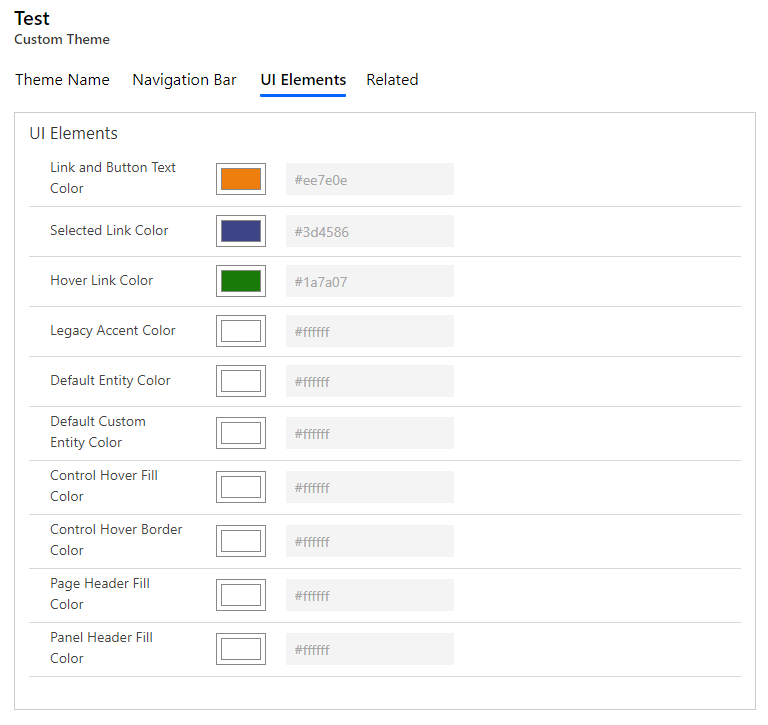 Test
Custom Theme
Theme Name Navigation Bar UI Elements Related
UI Elements
Link and Button Text
Color
#ee7e0e
Selected Link Color #3d4586
Hover Link Color #1a7a07
Legacy Accent Color #ffffff
Default Entity Color #ffffff
Default Custom
Entity Color
#ffffff
Control Hover Fill
Color
#ffffff
Control Hover Border
Color
#ffffff
Page Header Fill
Color
#ffffff
Panel Header Fill
Color
#ffffff